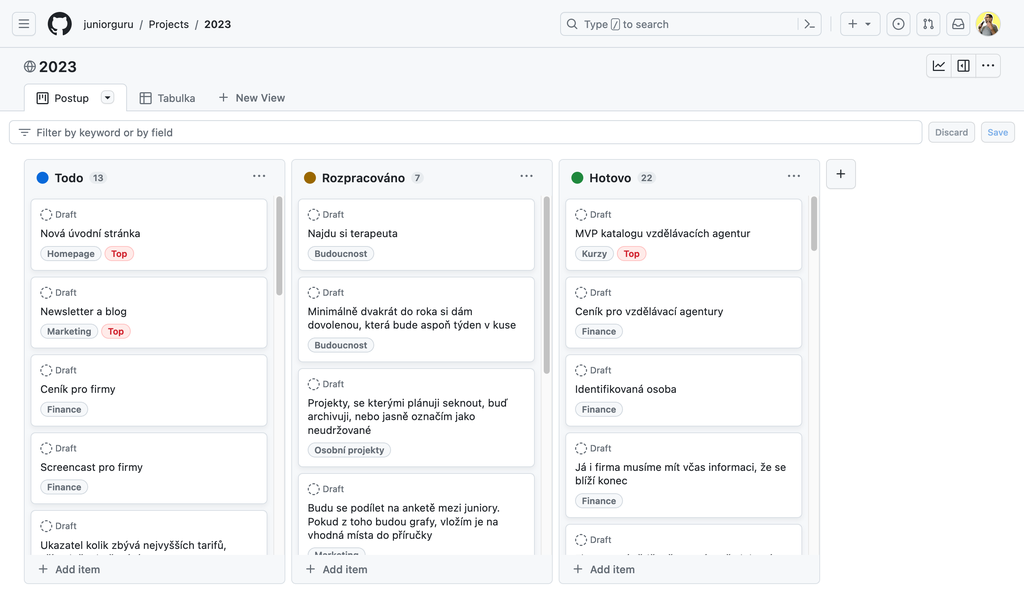 juniorguru / Projects / 2023
Type / to search
2023
Postup
Tabulka
New View
Filter by keyword or by field
Discard
Save
Todo 13
Draft
Nová úvodní stránka
Homepage Top
Draft
Newsletter a blog
Marketing Top
Draft
Ceník pro firmy
Finance
Draft
Screencast pro firmy
Finance
Draft
Ukazatel kolik zbývá nejvyšších tarifů,
Add item
Rozpracováno 7
Draft
Najdu si terapeuta
Budoucnost
Draft
Minimálně dvakrát do roka si dám
dovolenou, která bude aspoň týden v kuse
Budoucnost
Draft
Projekty, se kterými plánuji seknout, buď
archivuji, nebo jasně označím jako
neudržované
Osobní projekty
Draft
Budu se podílet na anketě mezi juniory.
Pokud z toho budou grafy, vložím je na
vhodná místa do příručky
Marketing
Add item
Hotovo 22
Draft
MVP katalogu vzdělávacích agentur
Kurzy Top
Draft
Ceník pro vzdělávací agentury
Finance
Draft
Identifikovaná osoba
Finance
Draft
Já i firma musíme mít včas informaci, že se
blíží konec
Finance
Draft
Add item